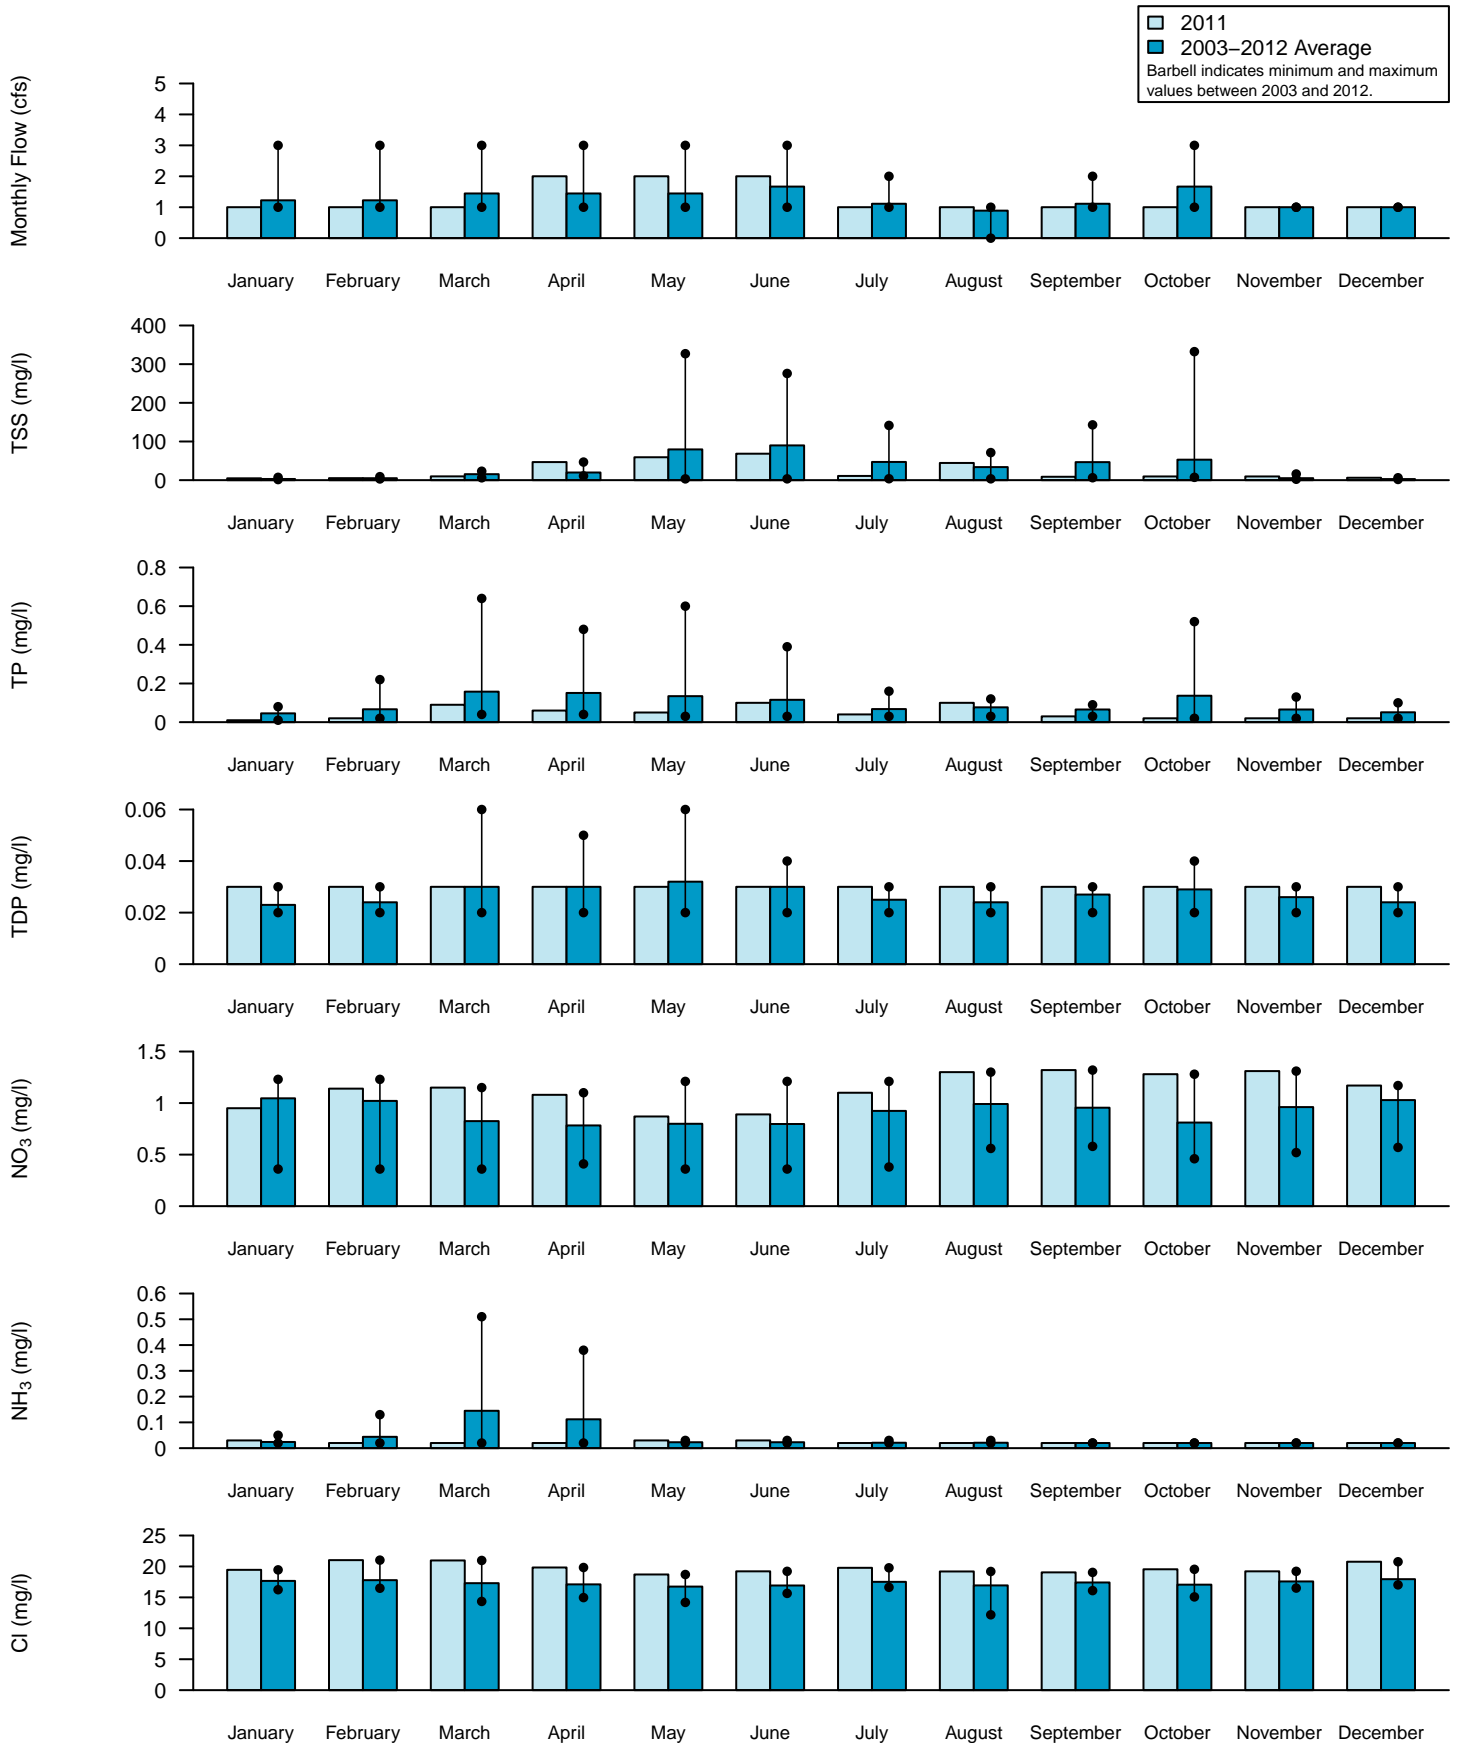 2011
2003–2012 Average
Barbell indicates minimum and maximum
values between 2003 and 2012.
Monthly Flow (cfs)
5
4
3
2
1
0
January February March April May June July August September October November December
TSS (mg/l)
400
300
200
100
0
January February March April May June July August September October November December
TP (mg/l)
0.8
0.6
0.4
0.2
0
January February March April May June July August September October November December
TDP (mg/l)
0.06
0.04
0.02
0
January February March April May June July August September October November December
NO3 (mg/l)
1.5
1
0.5
0
January February March April May June July August September October November December
NH3 (mg/l)
0.6
0.5
0.4
0.3
0.2
0.1
0
January February March April May June July August September October November December
Cl (mg/l)
25
20
15
10
5
0
January February March April May June July August September October November December